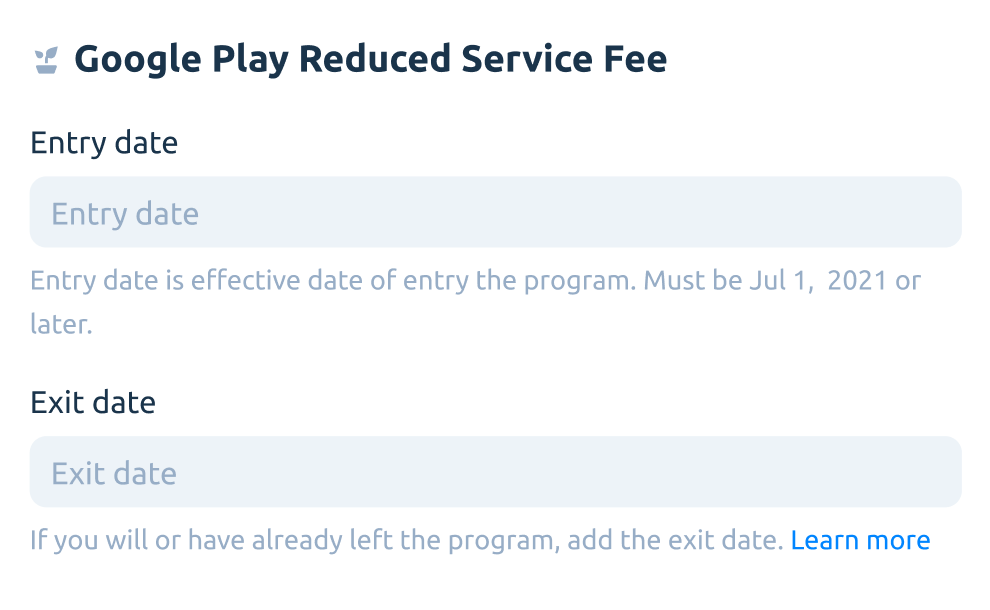 Google Play Reduced Service Fee
Entry date
Entry date
Entry date is effective date of entry the program. Must be Jul 1,  2021 or
later.
Exit date
Exit date
If you will or have already left the program, add the exit date. Learn more